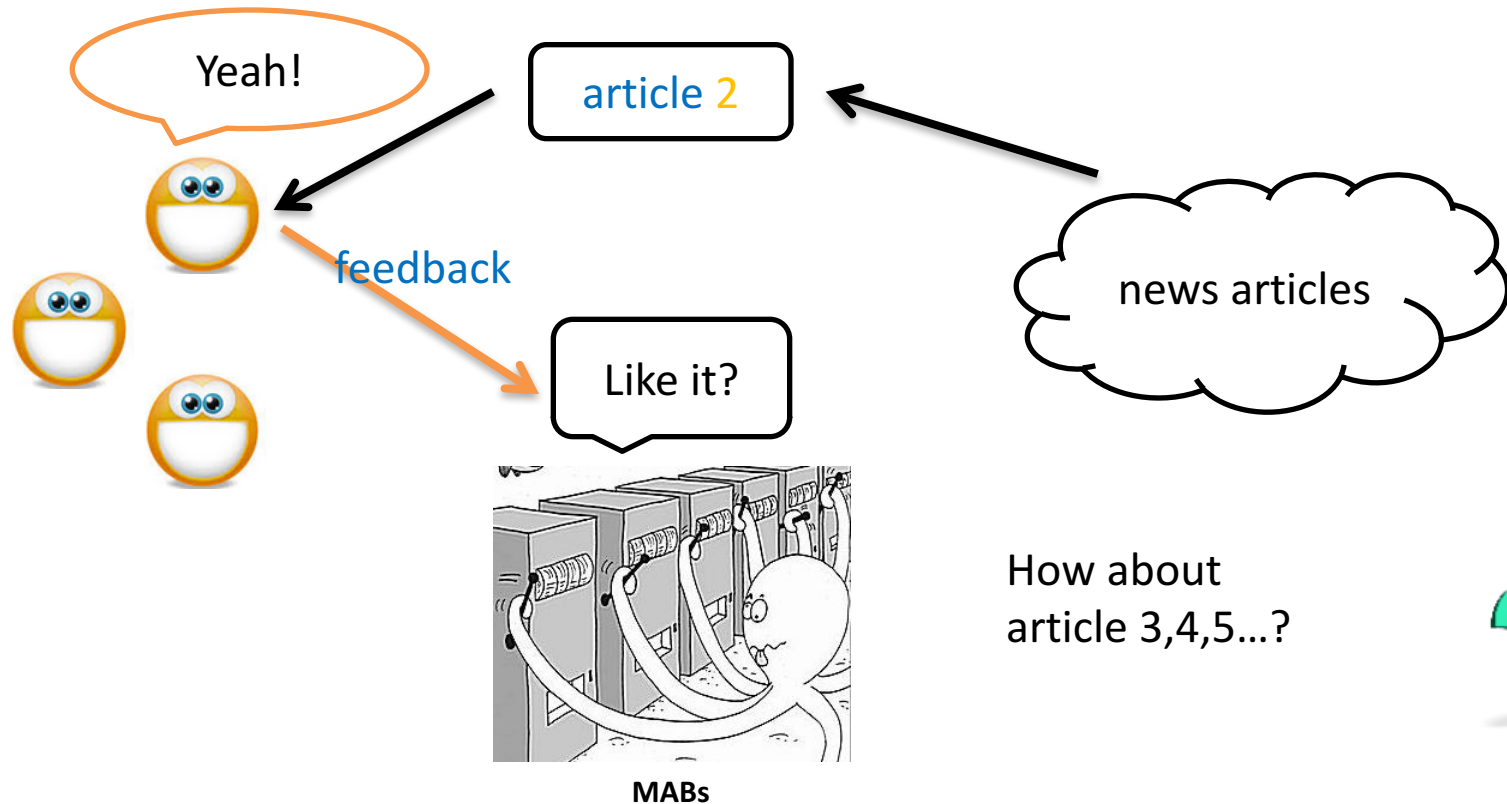 Yeah!
article 2
feedback
news articles
Like it?
How about
article 3,4,5…?
MABs